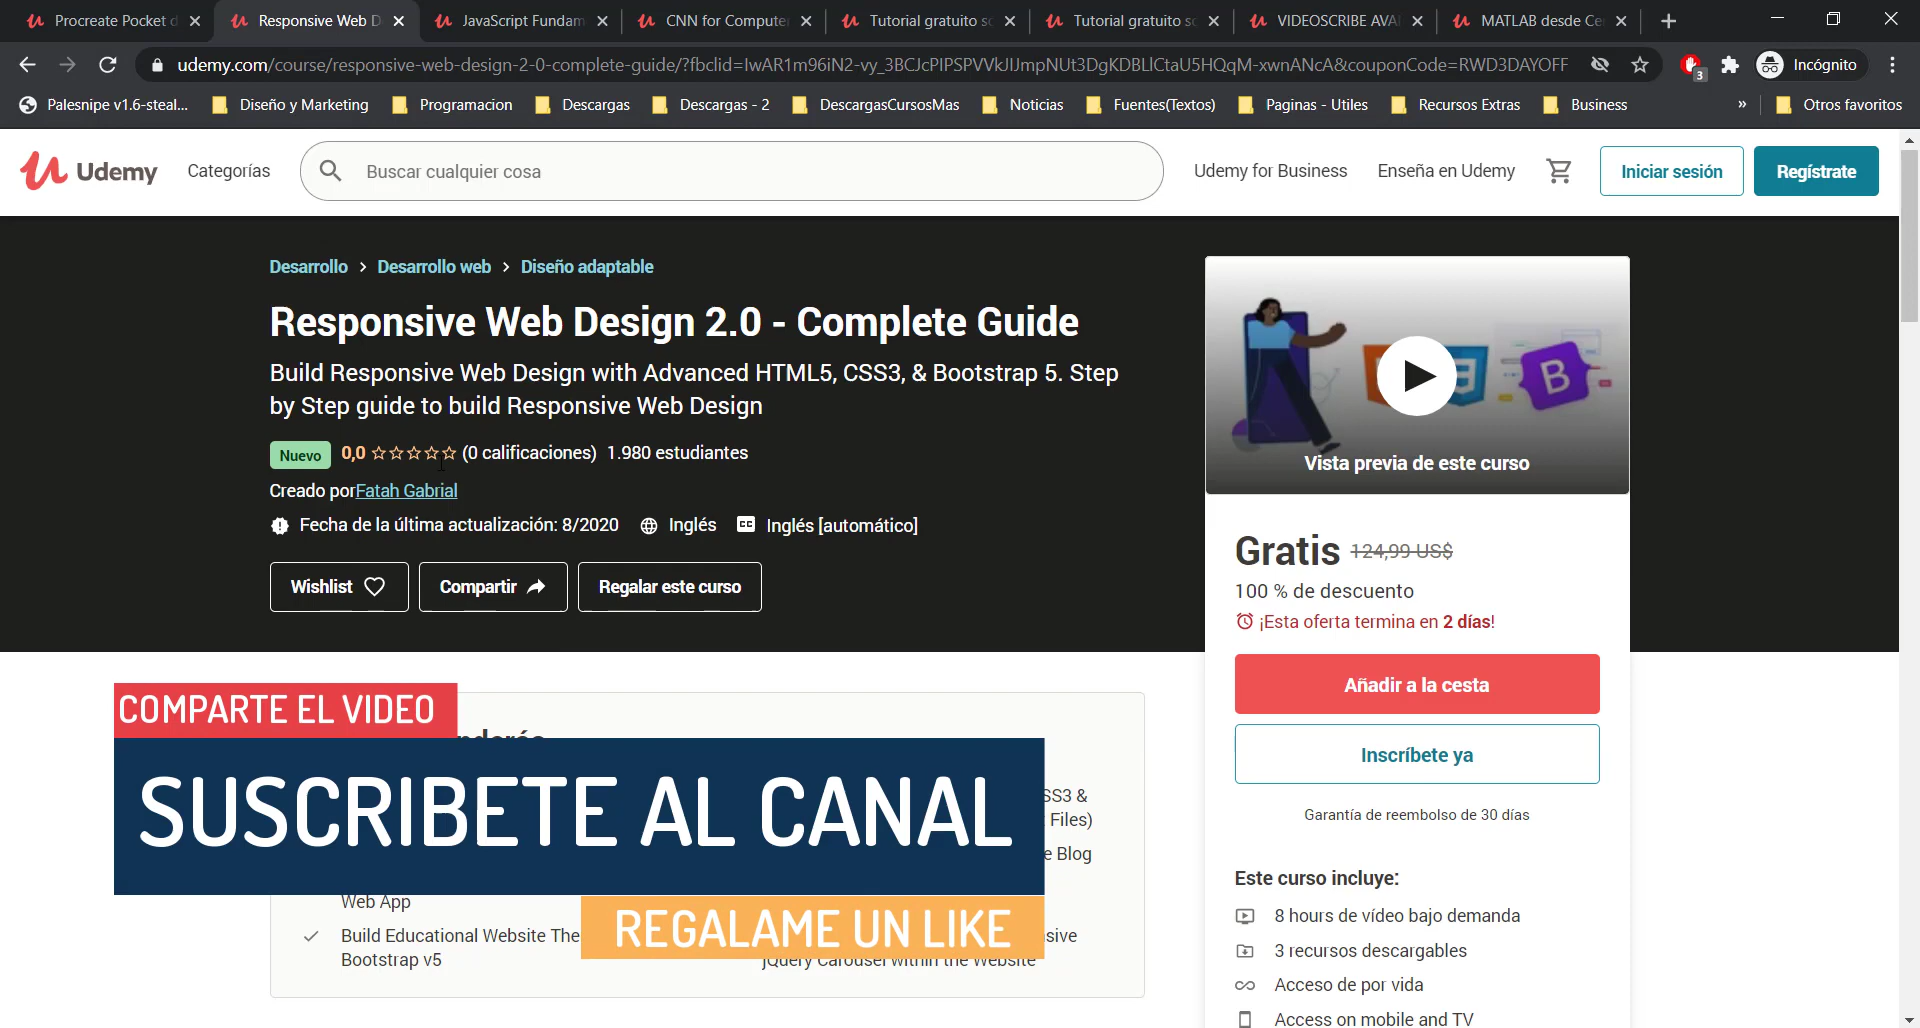 Procreate Pocket d
Responsive Web D
JavaScript Fundam
CNN for Compute
Tutorial gratuito so
Tutorial gratuito so
VIDEOSCRIBE AVA
MATLAB desde Ce
udemy.com/course/responsive-web-design-2-0-complete-guide/?fbclid=IwAR1m96iN2-vy_3BCJcPIPSPVVkJIJmpNUt3DgKDBLlCtaU5HQqM-xwnANcA&couponCode=RWD3DAYOFF
3
Incógnito
Palesnipe v1.6-steal...
Diseño y Marketing
Programacion
Descargas
Descargas - 2
DescargasCursosMas
Noticias
Fuentes(Textos)
Paginas - Utiles
Recursos Extras
Business
»
Otros favoritos
Udemy
Categorías
Buscar cualquier cosa
Udemy for Business
Enseña en Udemy
Iniciar sesión
Regístrate
Desarrollo > Desarrollo web > Diseño adaptable
Responsive Web Design 2.0 - Complete Guide
Build Responsive Web Design with Advanced HTML5, CSS3, & Bootstrap 5. Step
by Step guide to build Responsive Web Design
Nuevo 0,0 (0 calificaciones) 1.980 estudiantes
Creado por Fatah Gabrial
Fecha de la última actualización: 8/2020 Inglés CC Inglés [automático]
Wishlist
Compartir
Regalar este curso
B
Vista previa de este curso
Gratis 124,99 US$
100 % de descuento
¡Esta oferta termina en 2 días!
Añadir a la cesta
Inscríbete ya
Garantía de reembolso de 30 días
Este curso incluye:
8 hours de vídeo bajo demanda
3 recursos descargables
Acceso de por vida
Access on mobile and TV
COMPARTE EL VIDEO
SUSCRIBETE AL CANAL
REGALAME UN LIKE
SS3 &
Files)
e Blog
Web App
Build Educational Website The
Bootstrap v5
sive
jQuery Carousel within the Website